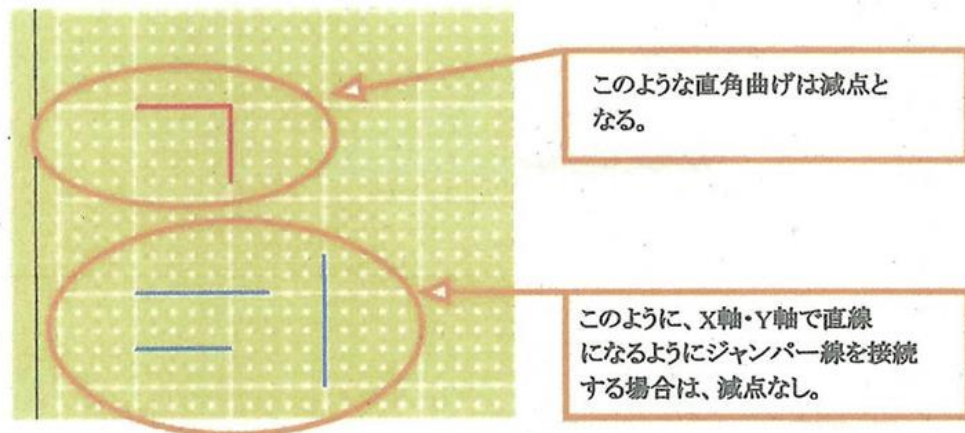 このような直角曲げは減点と
なる。
このように、X軸・Y軸で直線
になるようにジャンパー線を接続
する場合は、減点なし。